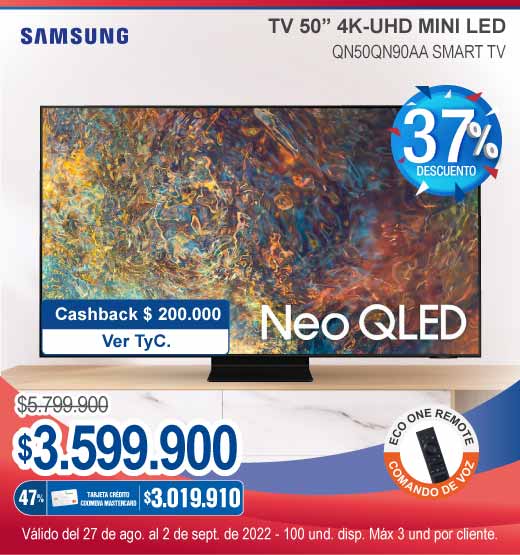 SAMSUNG
TV 50” 4K-UHD MINI LED
QN50QN90AA SMART TV
37%
DESCUENTO
Cashback $ 200.000
Ver TyC.
Neo QLED
$5.799.900
$3.599.900
ECO ONE REMOTE
COMANDO DE VOZ
47%
TARJETA CRÉDITO
COOMEVA MASTERCARD
$3.019.910
Válido del 27 de ago. al 2 de sept. de 2022 - 100 und. disp. Máx 3 und por cliente.